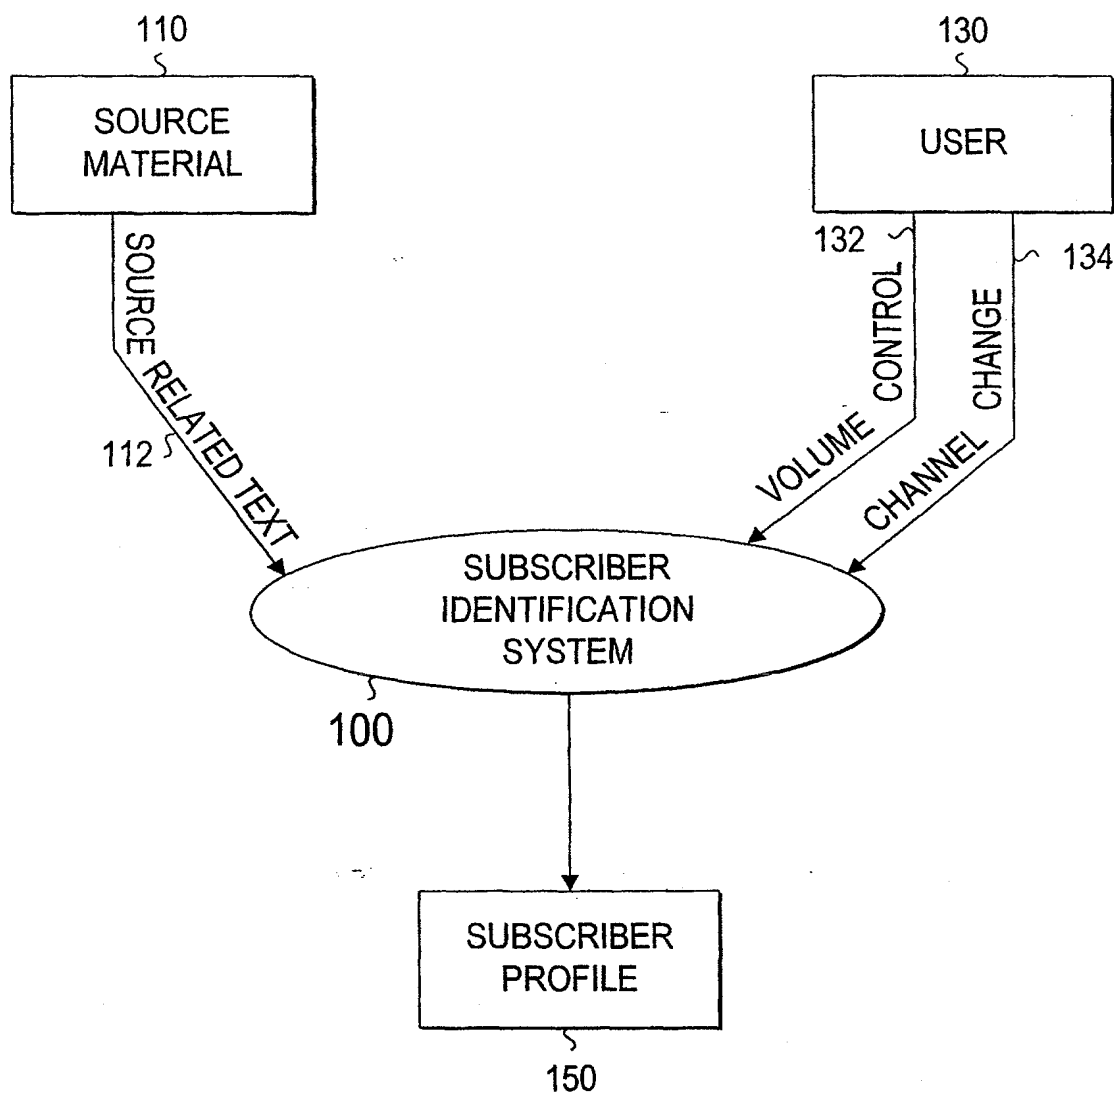 110
SOURCE
MATERIAL
130
USER
SOURCE RELATED TEXT
112
132
134
VOLUME CONTROL
CHANNEL CHANGE
SUBSCRIBER
IDENTIFICATION
SYSTEM
100
SUBSCRIBER
PROFILE
150